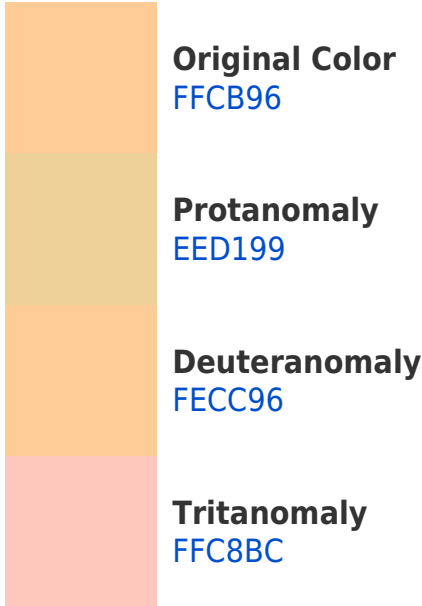 Original Color
FFCB96
Protanomaly
EED199
Deuteranomaly
FECC96
Tritanomaly
FFC8BC